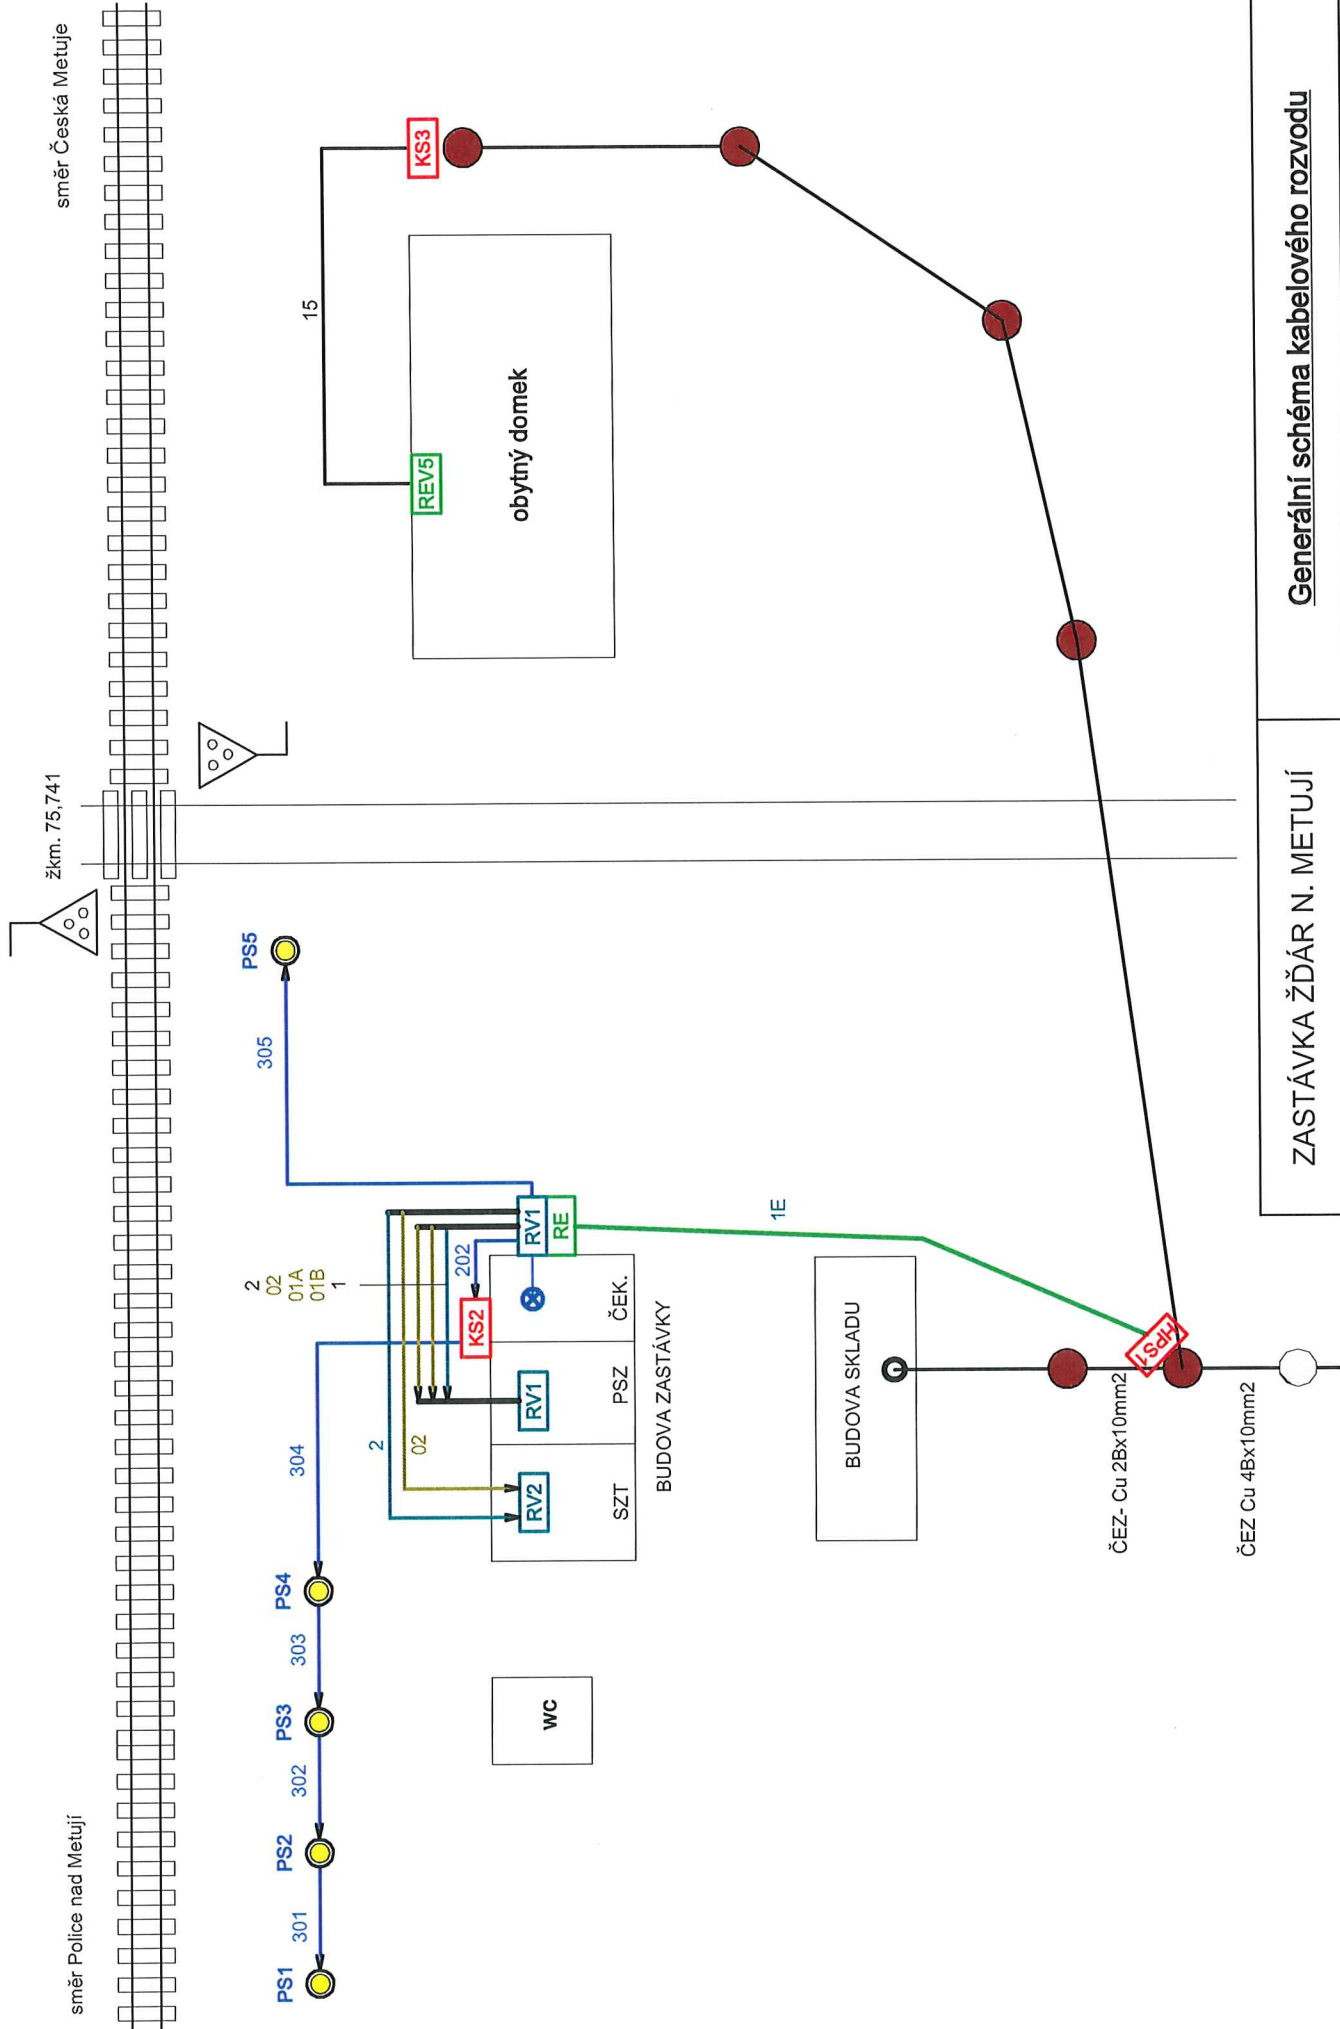 směr Police nad Metují
žkm. 75,741
směr Česká Metuje
PS1
301
PS2
302
PS3
303
PS4
304
305
PS5
2
02
01A
01B
1
2
02
202
KS2
RV1
RE
RV2
RV1
SZT
PSZ
ČEK.
BUDOVA ZASTÁVKY
WC
15
KS3
REV5
obytný domek
1E
BUDOVA SKLADU
HPS1
ČEZ- Cu 2Bx10mm2
ČEZ Cu 4Bx10mm2
ZASTÁVKA ŽĎÁR N. METUJÍ
Generální schéma kabelového rozvodu